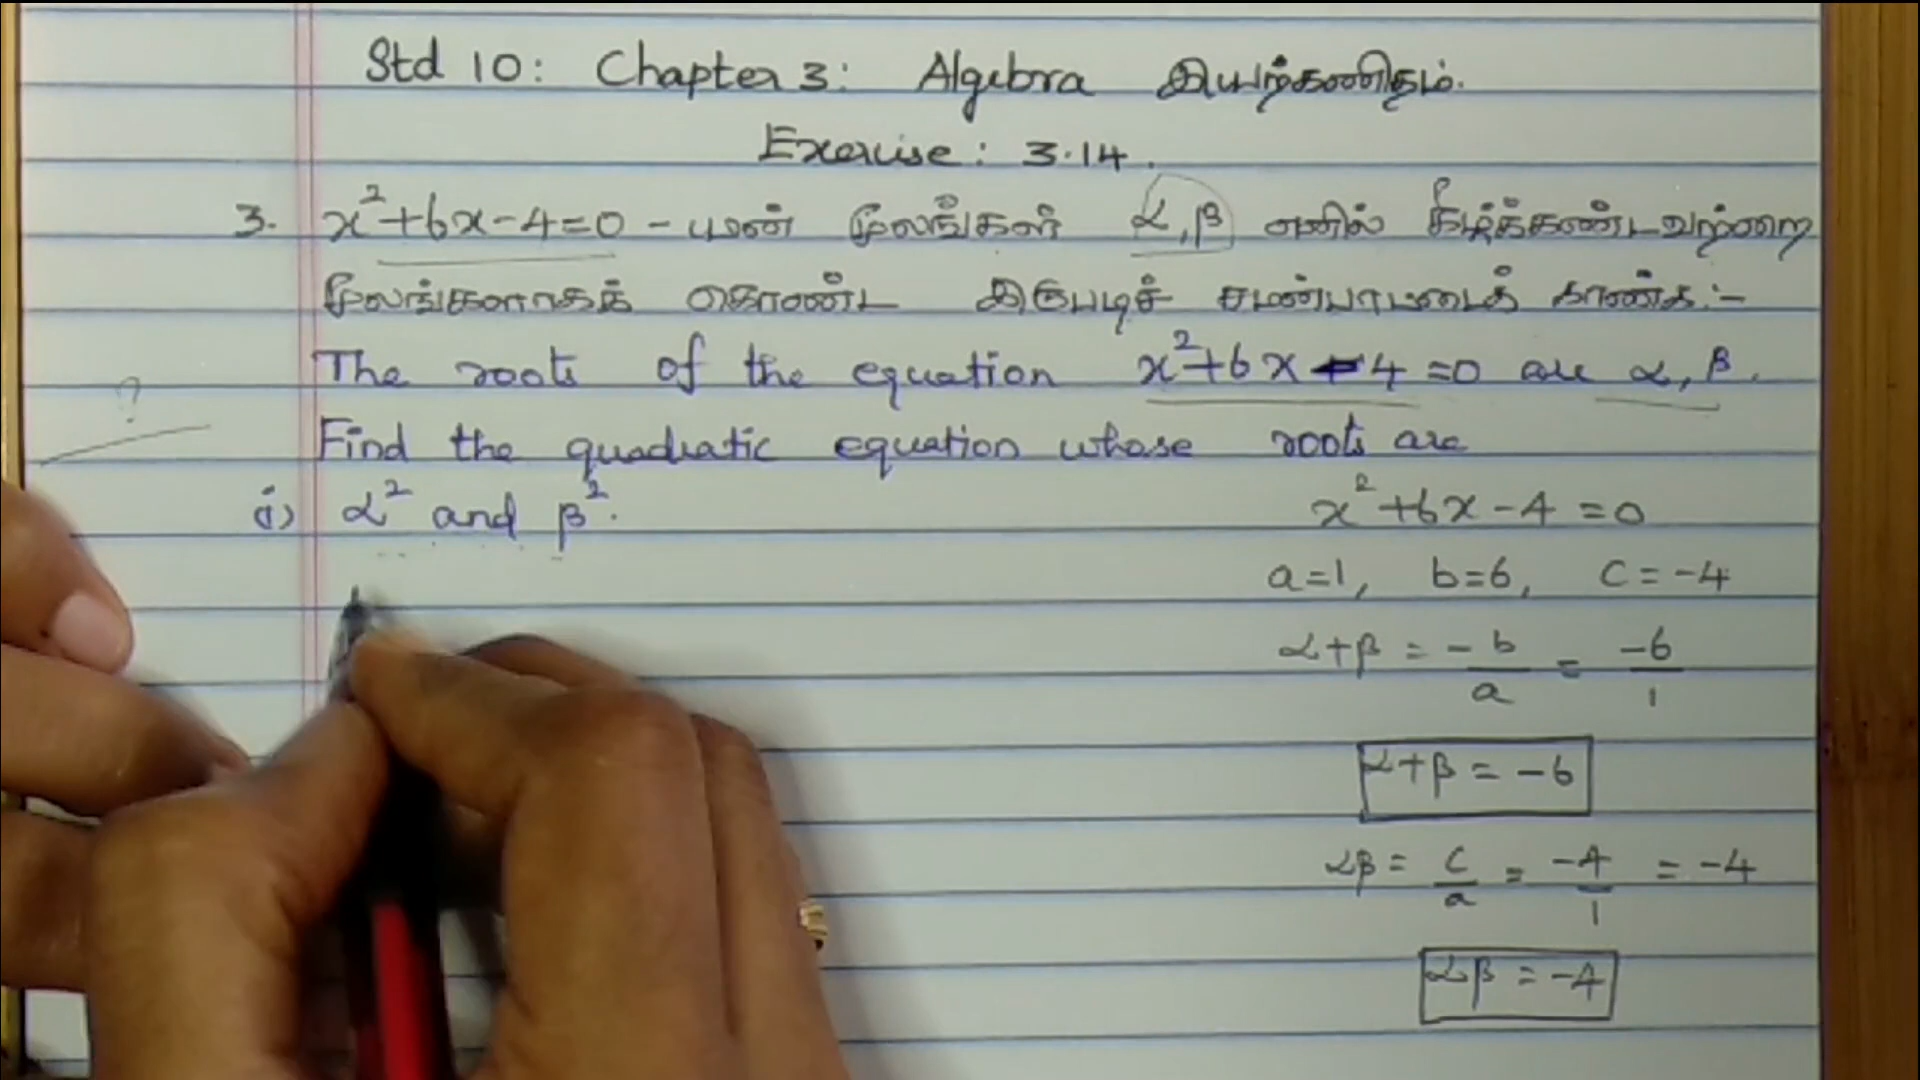 Std 10: Chapter 3: Algebra இயற்கணிதம்.
Exercise: 3.14.
3. x²+6x-4=0 - யின் மூலங்கள் α, β எனில் கீழ்க்கண்டவற்றை
மூலங்களாகக் கொண்ட இருபடிச் சமன்பாட்டைக் காண்க:-
The roots of the equation x²+6x-4=0 are α, β.
?
Find the quadratic equation whose roots are
i) α² and β².
x²+6x-4=0
a=1, b=6, c=-4
α+β = -b/a = -6/1
α+β = -6
αβ = c/a = -4/1 = -4
αβ = -4